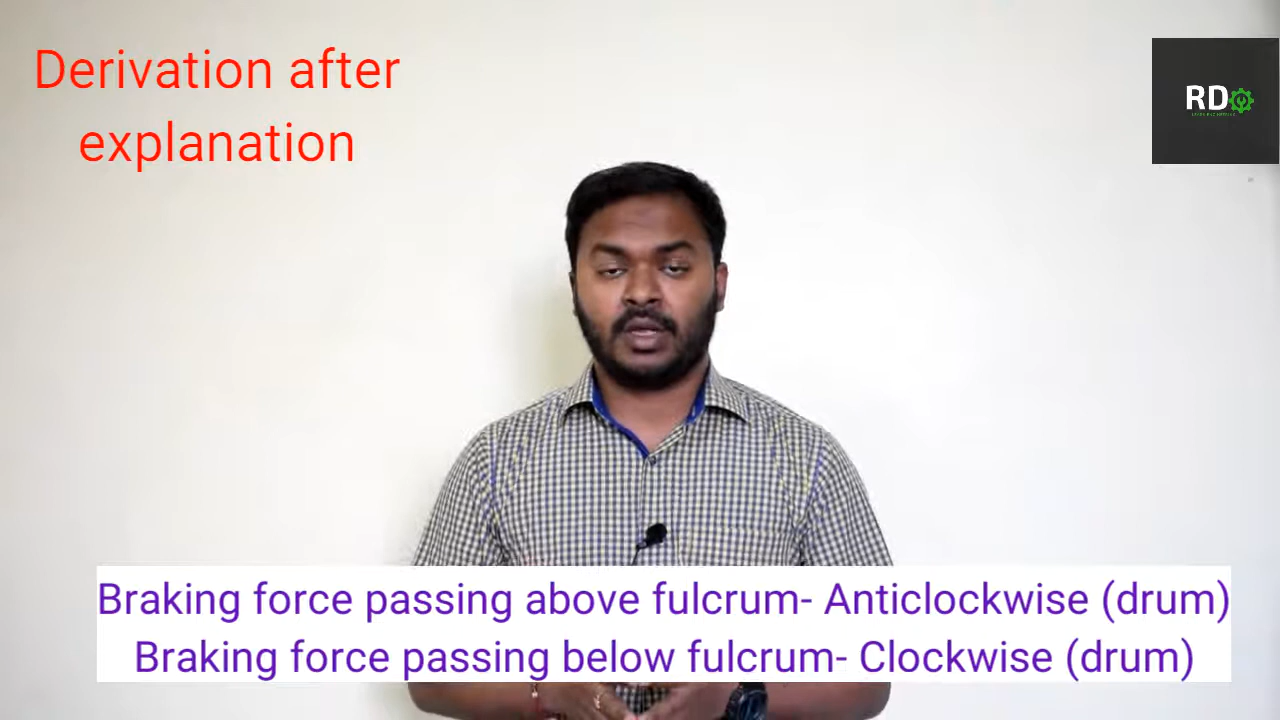 Derivation after
explanation
RD
Braking force passing above fulcrum- Anticlockwise (drum)
Braking force passing below fulcrum- Clockwise (drum)